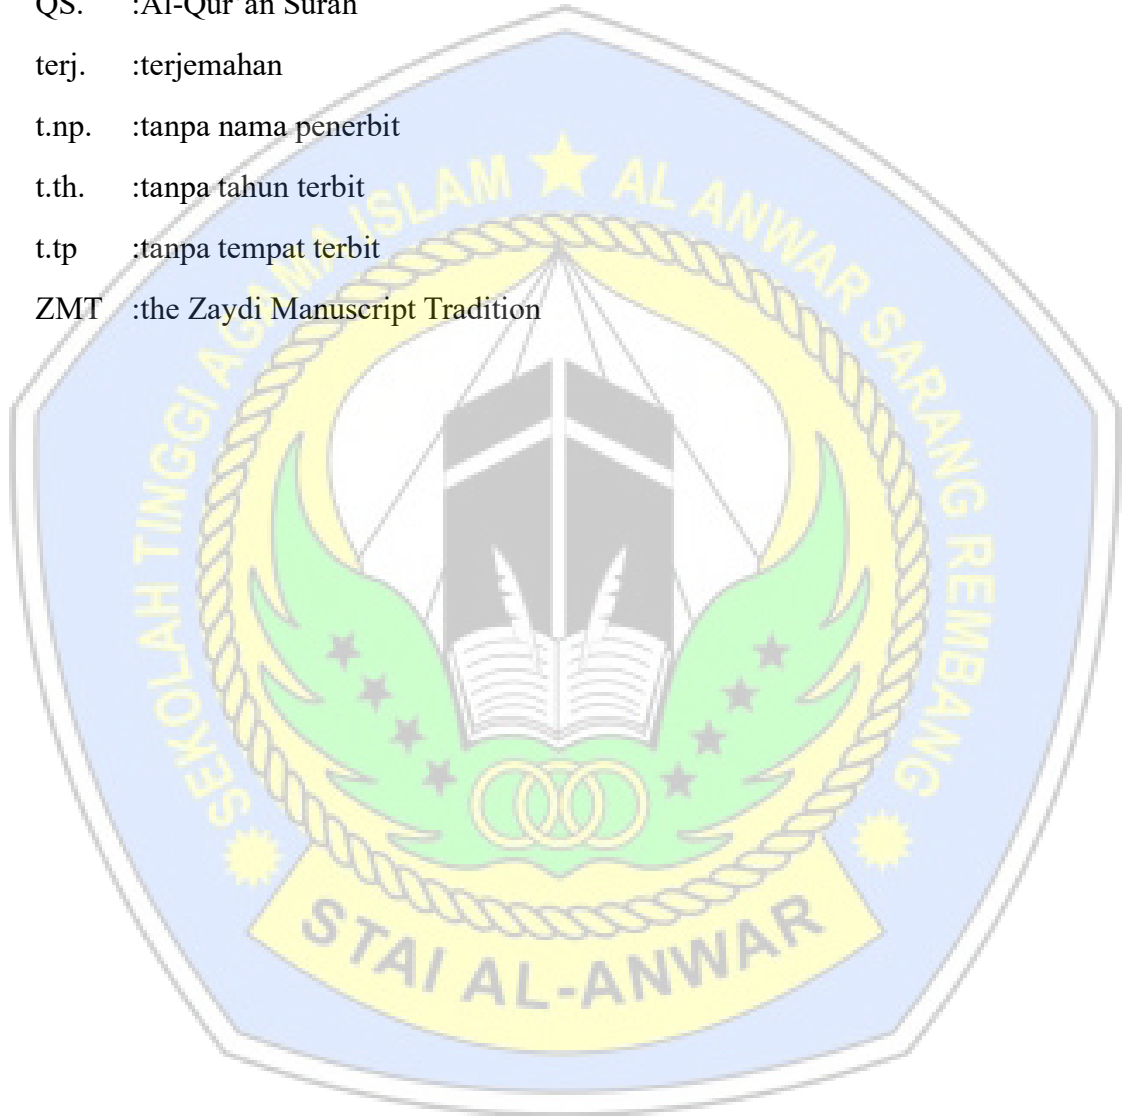 QS. :Al-Qur’an Surah
terj. :terjemahan
t.np. :tanpa nama penerbit
t.th. :tanpa tahun terbit
t.tp :tanpa tempat terbit
ZMT :the Zaydi Manuscript Tradition
SEKOLAH TINGGI AGAMA ISLAM AL ANWAR SARANG REMBANG
STAI AL-ANWAR